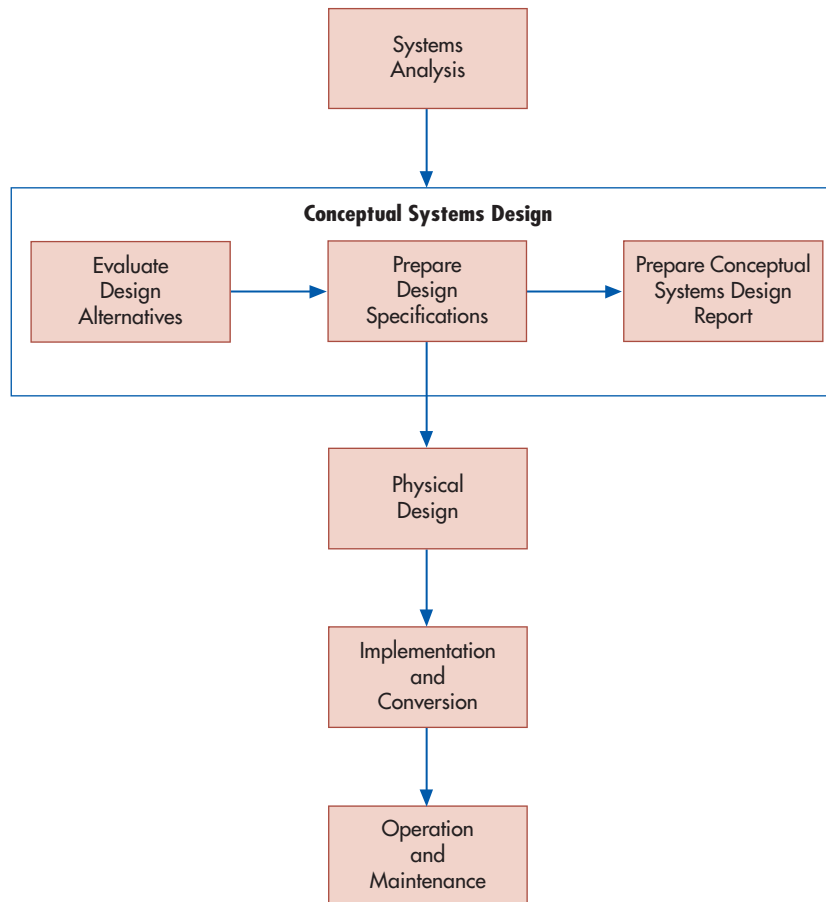 Systems
Analysis
Conceptual Systems Design
Evaluate
Design
Alternatives
Prepare
Design
Specifications
Prepare Conceptual
Systems Design
Report
Physical
Design
Implementation
and
Conversion
Operation
and
Maintenance